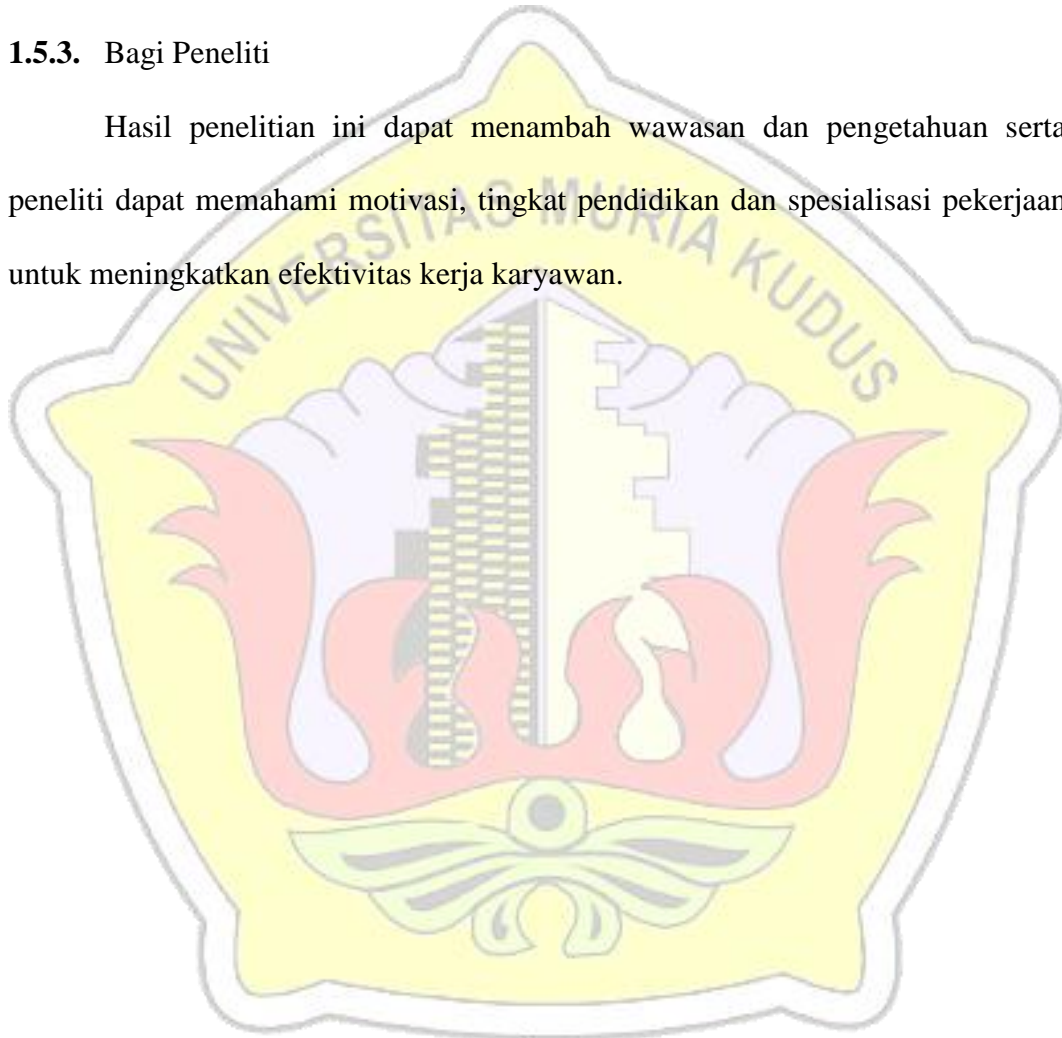 1.5.3. Bagi Peneliti
Hasil penelitian ini dapat menambah wawasan dan pengetahuan serta
peneliti dapat memahami motivasi, tingkat pendidikan dan spesialisasi pekerjaan
untuk meningkatkan efektivitas kerja karyawan.
UNIVERSITAS MURIA KUDUS